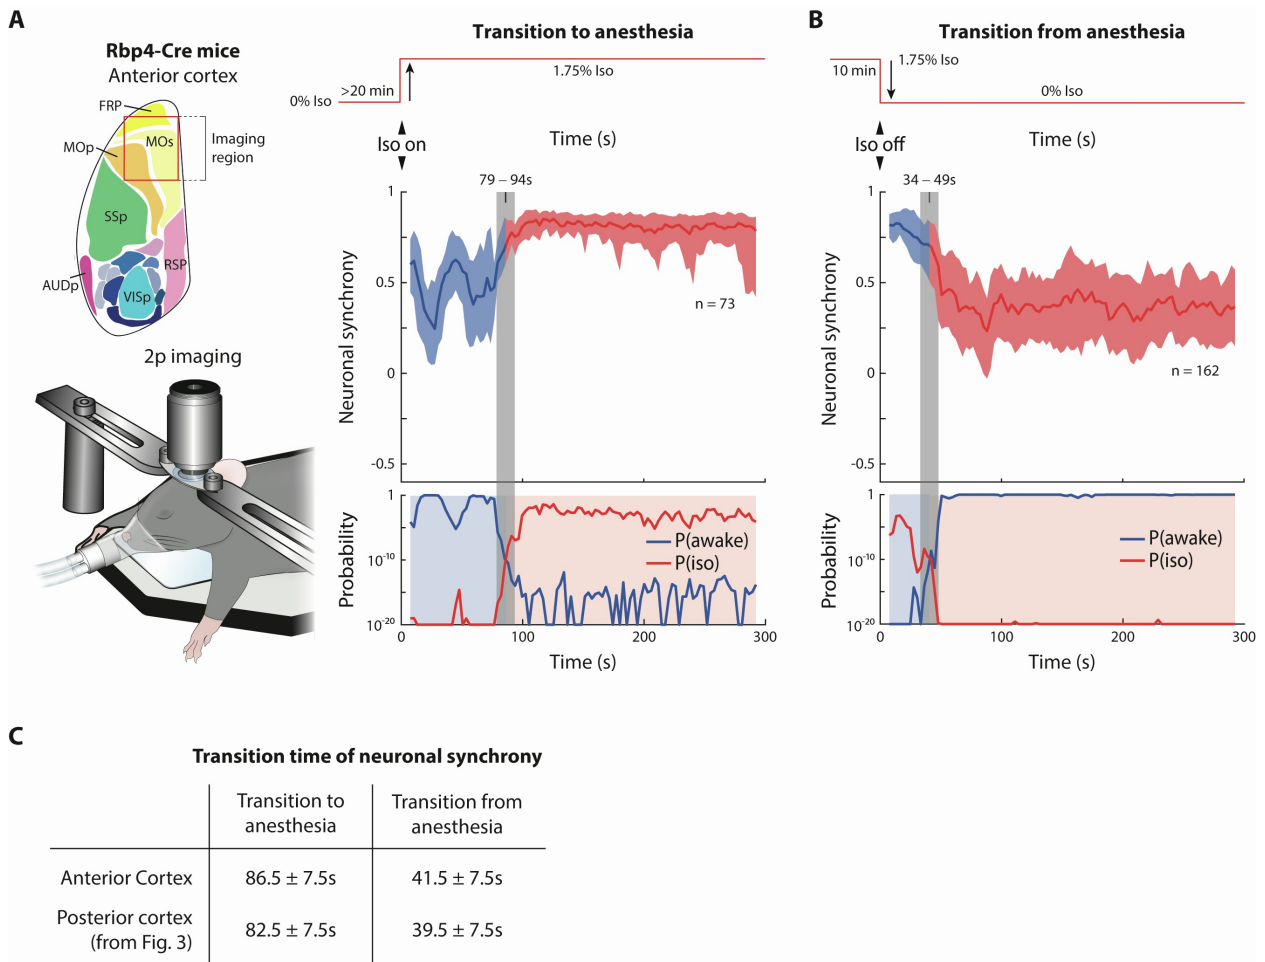 A
Rbp4-Cre mice
Anterior cortex
FRP
MOs
MOp
Imaging
region
SSp
RSP
AUDp
VISp
2p imaging
Transition to anesthesia
1.75% Iso
>20 min
0% Iso
Iso on
Time (s)
79 – 94s
1
0.5
0
-0.5
Neuronal synchrony
n = 73
1
10-10
10-20
Probability
P(awake)
P(iso)
0
100
200
300
Time (s)
B
Transition from anesthesia
10 min
1.75% Iso
0% Iso
Iso off
Time (s)
34 – 49s
1
0.5
0
-0.5
Neuronal synchrony
n = 162
1
10-10
10-20
Probability
P(awake)
P(iso)
0
100
200
300
Time (s)
C
Transition time of neuronal synchrony
Transition to
anesthesia
Transition from
anesthesia
Anterior Cortex
86.5 ± 7.5s
41.5 ± 7.5s
Posterior cortex
(from Fig. 3)
82.5 ± 7.5s
39.5 ± 7.5s